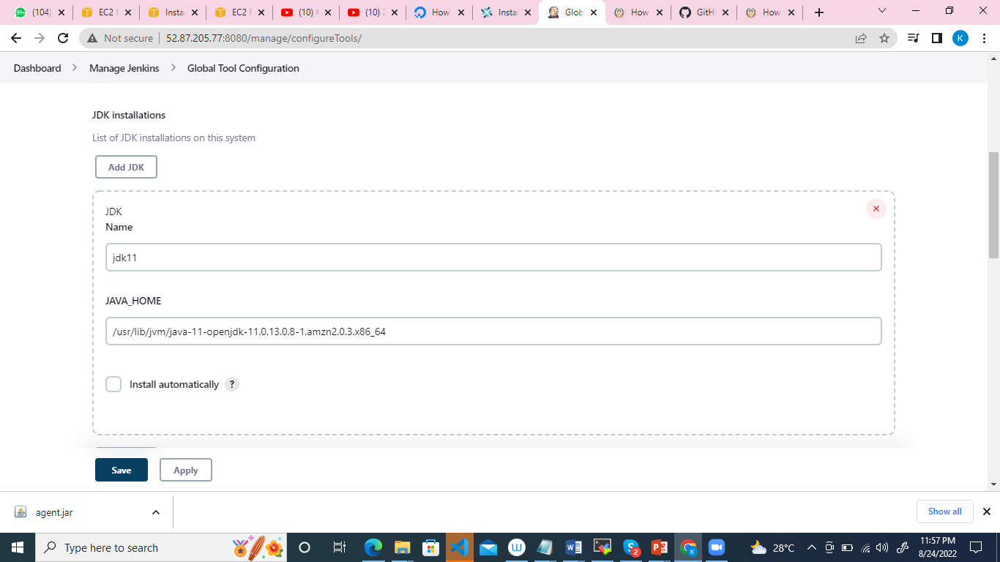 (104)
EC2 M
Instan
EC2 M
(10) #
(10) 2
How
Instal
Glob
How
GitH
How
Not secure
52.87.205.77:8080/manage/configureTools/
K
Dashboard > Manage Jenkins > Global Tool Configuration
JDK installations
List of JDK installations on this system
Add JDK
JDK
Name
jdk11
JAVA_HOME
/usr/lib/jvm/java-11-openjdk-11.0.13.0.8-1.amzn2.0.3.x86_64
Install automatically ?
Save
Apply
agent.jar
Show all
Type here to search
28°C
11:57 PM
8/24/2022